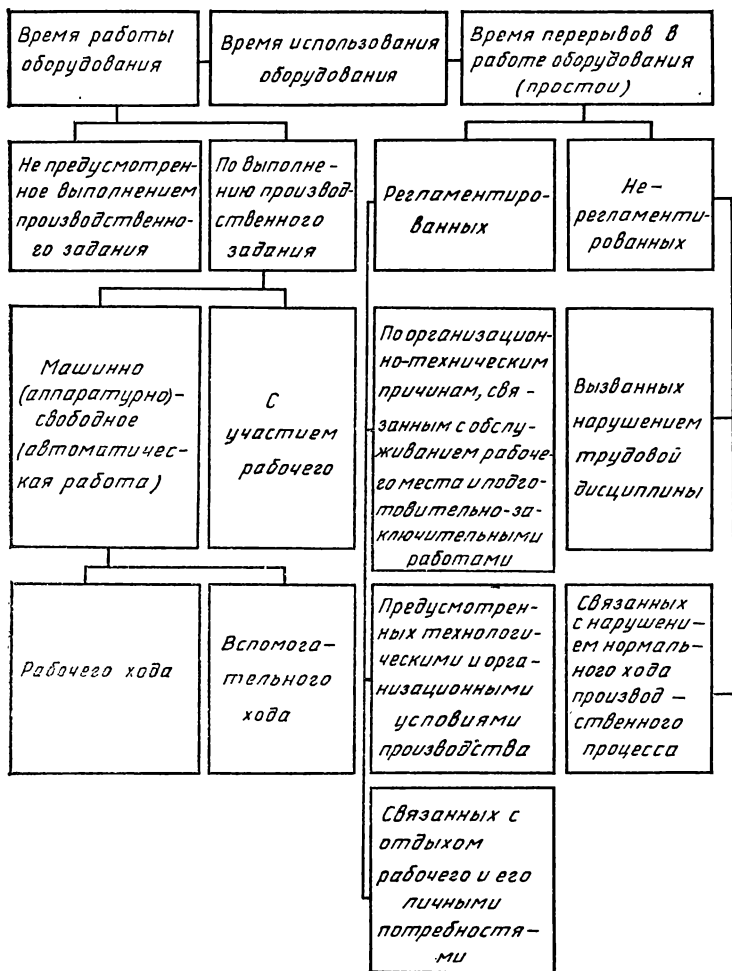 Время работы
оборудования
Время использования
оборудования
Время перерывов в
работе оборудования
(простои)
Не предусмотрен-
ное выполнением
производственно-
го задания
По выполне-
нию производ-
ственного
задания
Регламентиро-
ванных
Не-
регламенти-
рованных
Машинно
(аппаратурно)-
свободное
(автоматичес-
кая работа)
С
участием
рабочего
По организацион-
но-техническим
причинам, свя-
занным с обслу-
живанием рабоче-
го места и подго-
товительно-за-
ключительными
работами
Вызванных
нарушением
трудовой
дисциплины
Рабочего хода
Вспомога-
тельного
хода
Предусмотрен-
ных технологи-
ческими и орга-
низационными
условиями
производства
Связанных
с нарушени-
ем нормаль-
ного хода
производ-
ственного
процесса
Связанных с
отдыхом
рабочего и его
личными
потребностя-
ми